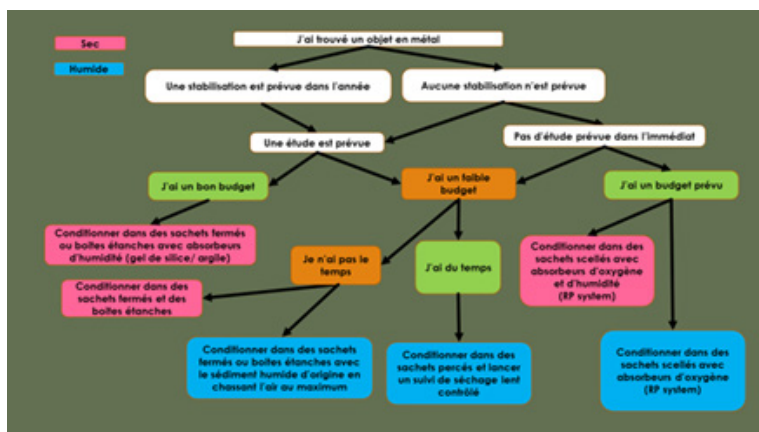 Sec
J'ai trouvé un objet en métal
Humide
Une stabilisation est prévue dans l'année
Aucune stabilisation n'est prévue
Une étude est prévue
Pas d'étude prévue dans l'immédiat
J'ai un bon budget
J'ai un faible
budget
J'ai un budget prévu
Conditionner dans des sachets fermés
ou boîtes étanches avec absorbeurs
d'humidité (gel de silice/ argile)
Je n'ai pas le
temps
J'ai du temps
Conditionner dans des
sachets scellés avec
absorbeurs d'oxygène
et d'humidité
(RP system)
Conditionner dans des
sachets fermés et des
boîtes étanches
Conditionner dans des sachets
fermés ou boîtes étanches avec
le sédiment humide d'origine en
chassant l'air au maximum
Conditionner dans des
sachets percés et lancer
un suivi de séchage lent
contrôlé
Conditionner dans des
sachets scellés avec
absorbeurs d'oxygène
(RP system)